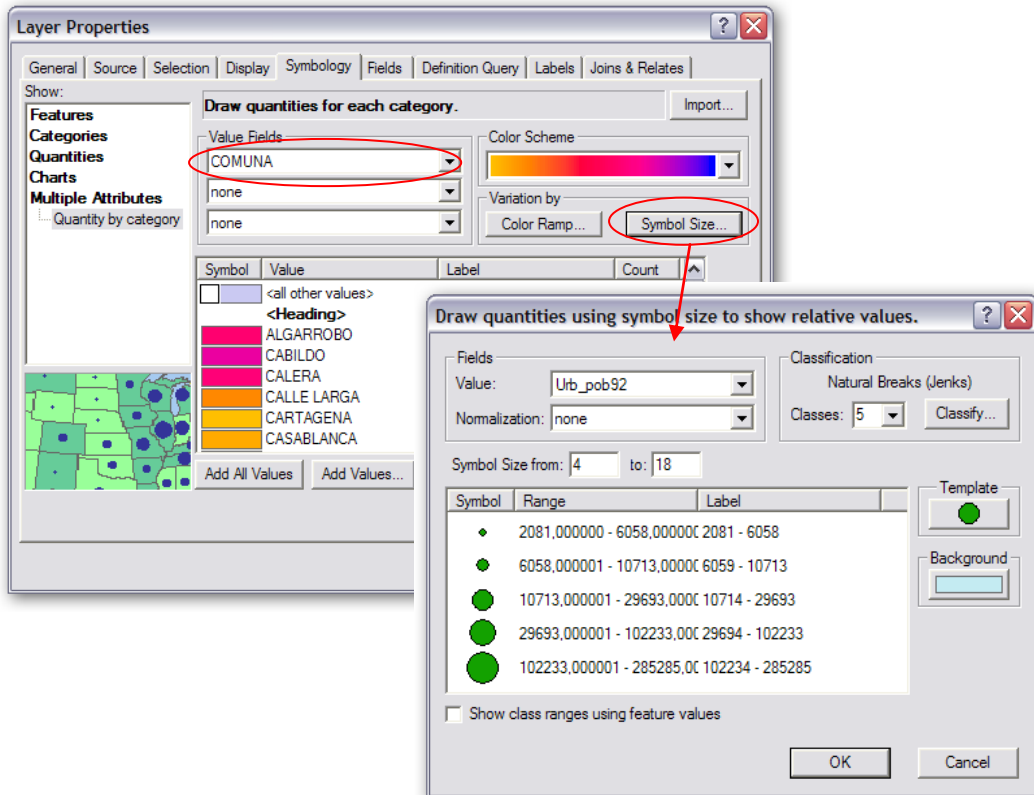 Layer Properties
General Source Selection Display Symbology Fields Definition Query Labels Joins & Relates
Show:
Features
Categories
Quantities
Charts
Multiple Attributes
Quantity by category
Draw quantities for each category.
Import...
Value Fields
COMUNA
none
none
Color Scheme
Variation by
Color Ramp...
Symbol Size...
Symbol Value Label Count
<all other values>
<Heading>
ALGARROBO
CABILDO
CALERA
CALLE LARGA
CARTAGENA
CASABLANCA
Add All Values
Add Values...
Draw quantities using symbol size to show relative values.
Fields
Value: Urb_pob92
Normalization: none
Classification
Natural Breaks (Jenks)
Classes: 5
Classify...
Symbol Size from: 4 to: 18
Symbol Range Label
2081,000000 - 6058,000000 2081 - 6058
6058,000001 - 10713,0000 6059 - 10713
10713,000001 - 29693,000 10714 - 29693
29693,000001 - 102233,00 29694 - 102233
102233,000001 - 285285,0 102234 - 285285
Template
Background
Show class ranges using feature values
OK
Cancel